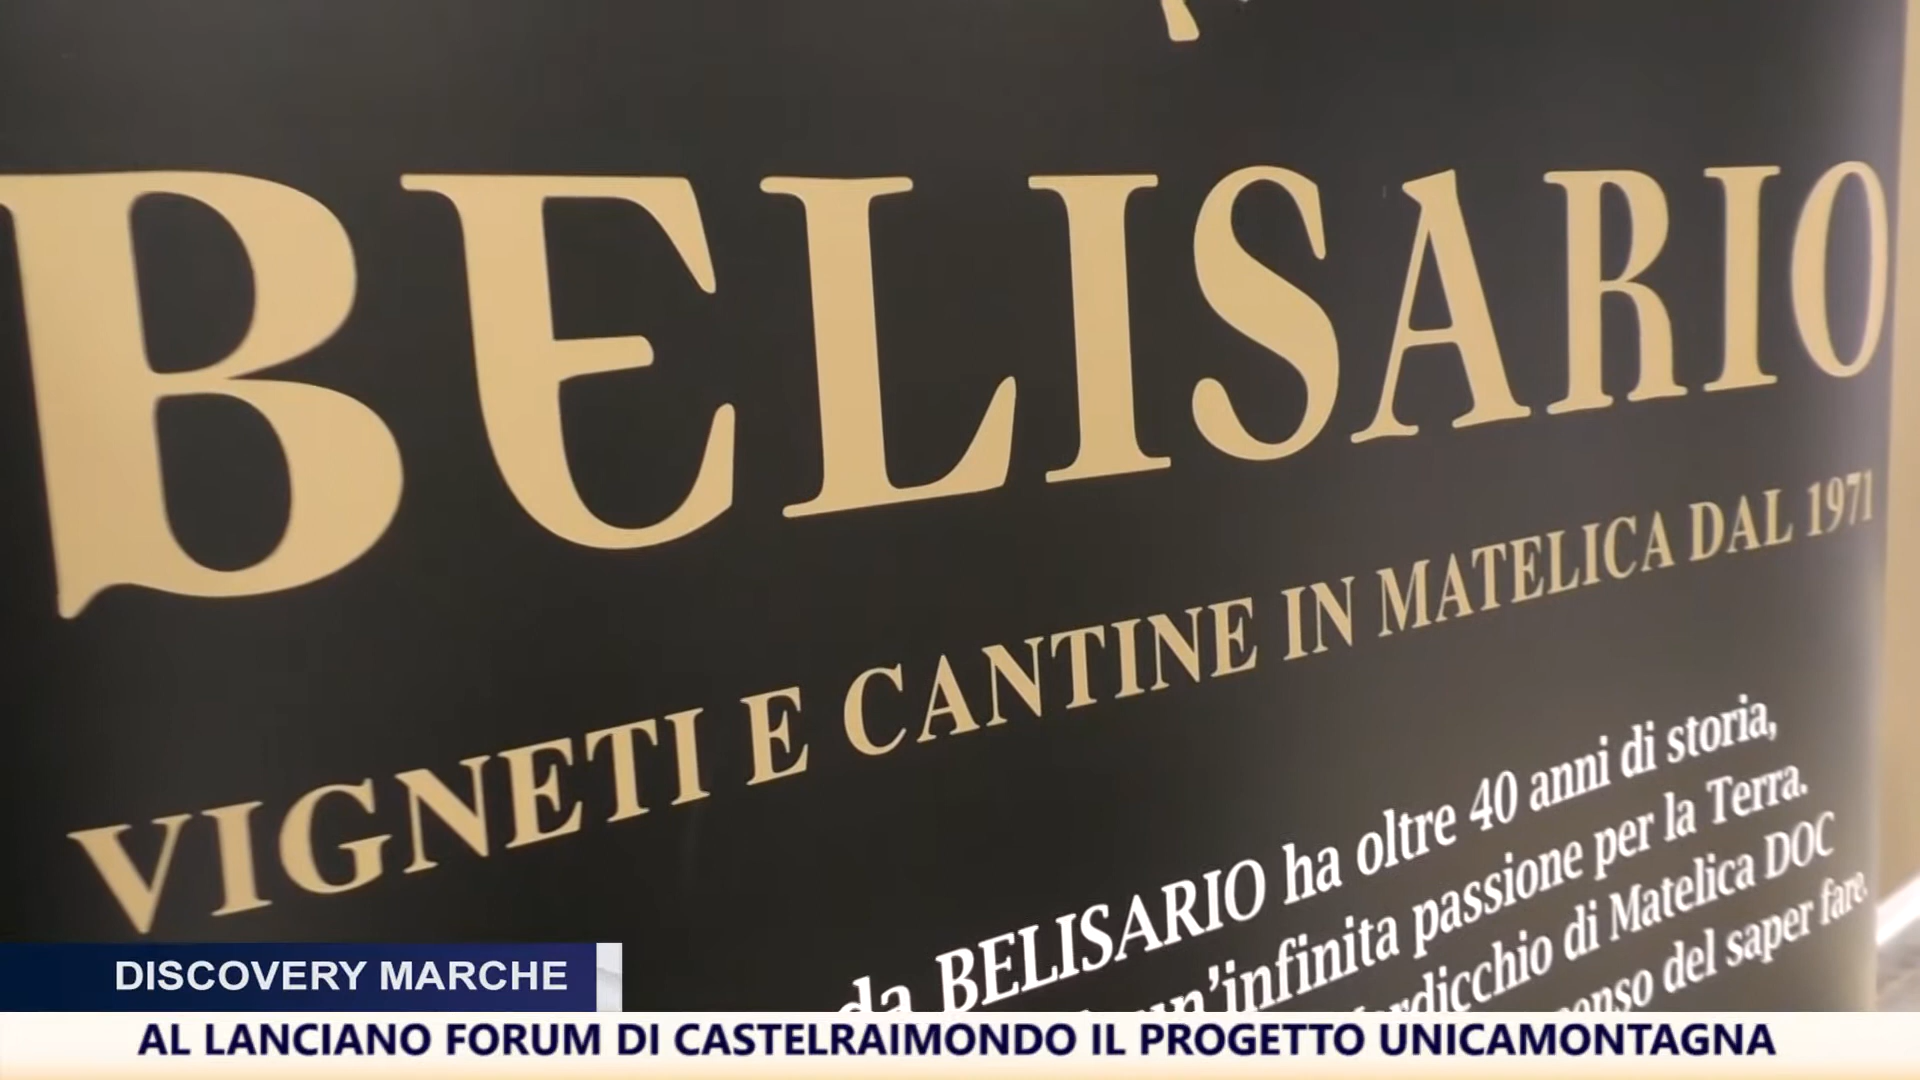 BELISARIO
VIGNETI E CANTINE IN MATELICA DAL 1971
da BELISARIO ha oltre 40 anni di storia,
un'infinita passione per la Terra.
di Matelica DOC
del saper fare.
DISCOVERY MARCHE
AL LANCIANO FORUM DI CASTELRAIMONDO IL PROGETTO UNICAMONTAGNA